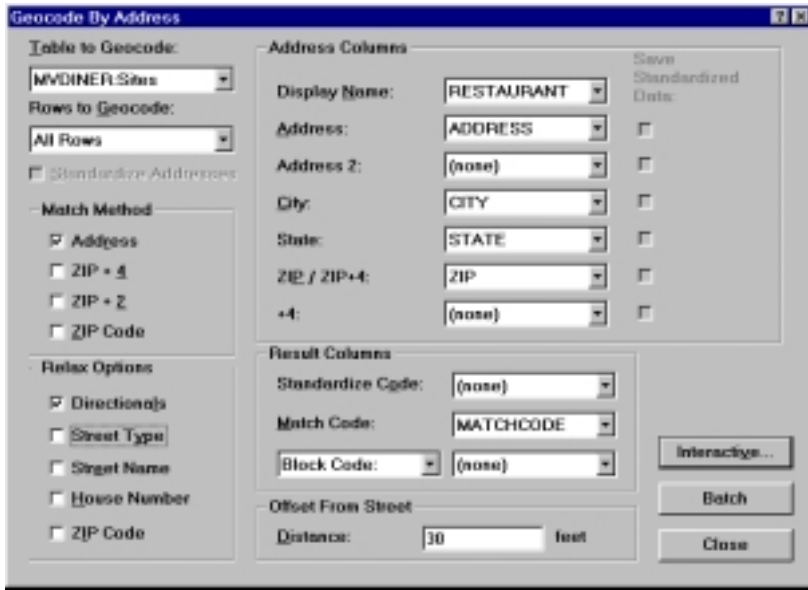 Geocode By Address
Table to Geocode:
MVDINER:Sites
Rows to Geocode:
All Rows
Standardize Addresses
Match Method
Address
ZIP + 4
ZIP + 2
ZIP Code
Relax Options
Directionals
Street Type
Street Name
House Number
ZIP Code
Address Columns
Save
Standardized
Data:
Display Name:
RESTAURANT
Address:
ADDRESS
Address 2:
(none)
City:
CITY
State:
STATE
ZIP / ZIP+4:
ZIP
+4:
(none)
Result Columns
Standardize Code:
(none)
Match Code:
MATCHCODE
Block Code:
(none)
Offset From Street
Distance:
30
feet
Interactive...
Batch
Close